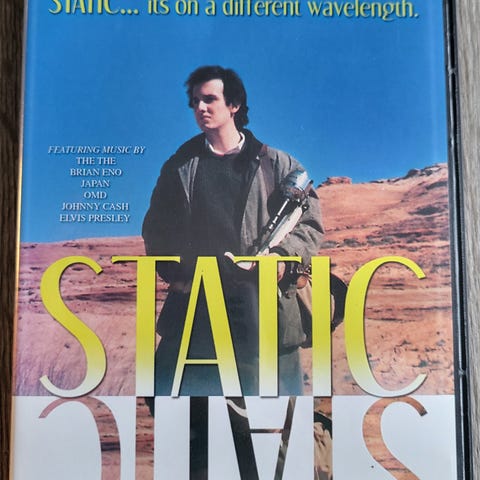 STATIC... its on a different wavelength.
FEATURING MUSIC BY
THE THE
BRIAN ENO
JAPAN
OMD
JOHNNY CASH
ELVIS PRESLEY
STATIC
STATIC